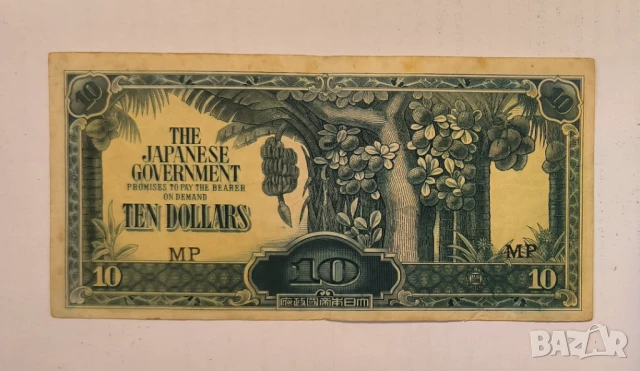 10 10
THE
JAPANESE
GOVERNMENT
PROMISES TO PAY THE BEARER
ON DEMAND
TEN DOLLARS
MP MP
10 10 10
府政國帝本日大
BAZAR